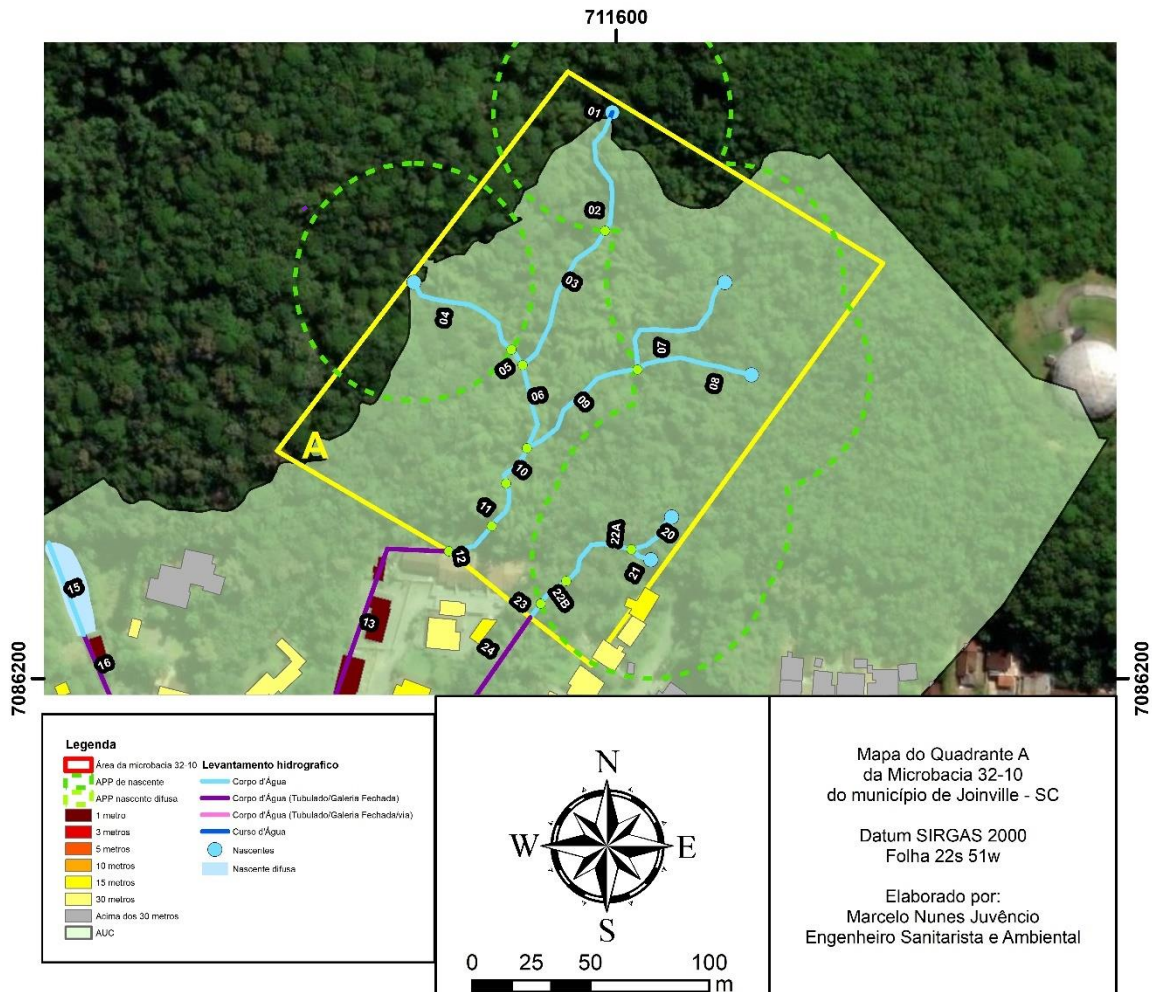 711600
01
02
03
04
05
06
07
08
09
A
10
11
12
22A
20
21
22B
23
15
13
24
16
7086200
7086200
Legenda
Área da microbacia 32-10
APP de nascente
APP nascente difusa
1 metro
3 metros
5 metros
10 metros
15 metros
30 metros
Acima dos 30 metros
AUC
Levantamento hidrografico
Corpo d'Água
Corpo d'Água (Tubulado/Galeria Fechada)
Corpo d'Água (Tubulado/Galeria Fechada/via)
Curso d'Água
Nascentes
Nascente difusa
N
W
E
S
0 25 50 100
m
Mapa do Quadrante A
da Microbacia 32-10
do município de Joinville - SC
Datum SIRGAS 2000
Folha 22s 51w
Elaborado por:
Marcelo Nunes Juvêncio
Engenheiro Sanitarista e Ambiental